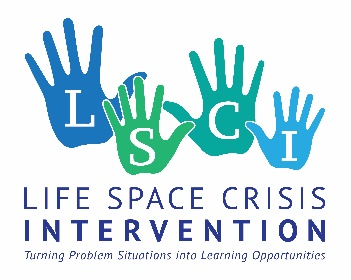 L S C I
LIFE SPACE CRISIS
INTERVENTION
Turning Problem Situations into Learning Opportunities